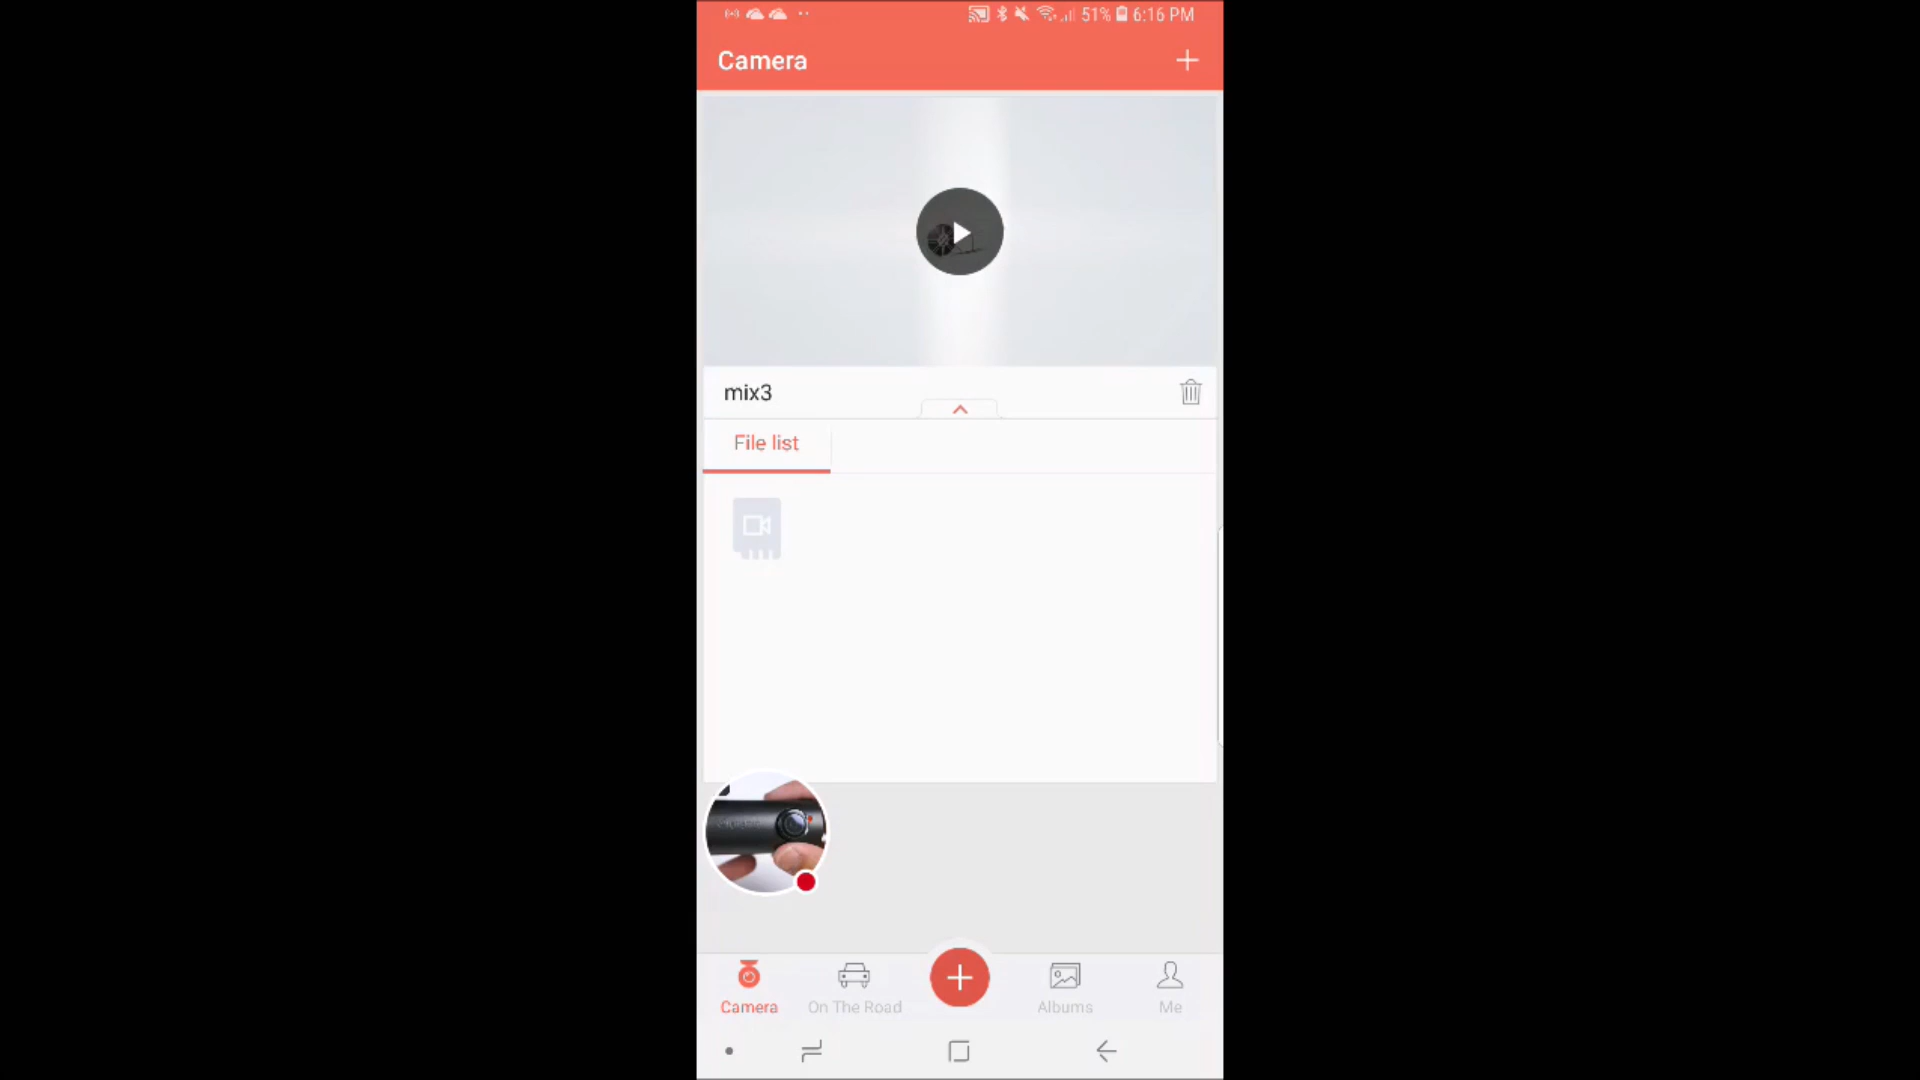 51% 6:16 PM
Camera
mix3
File list
Camera
On The Road
Albums
Me